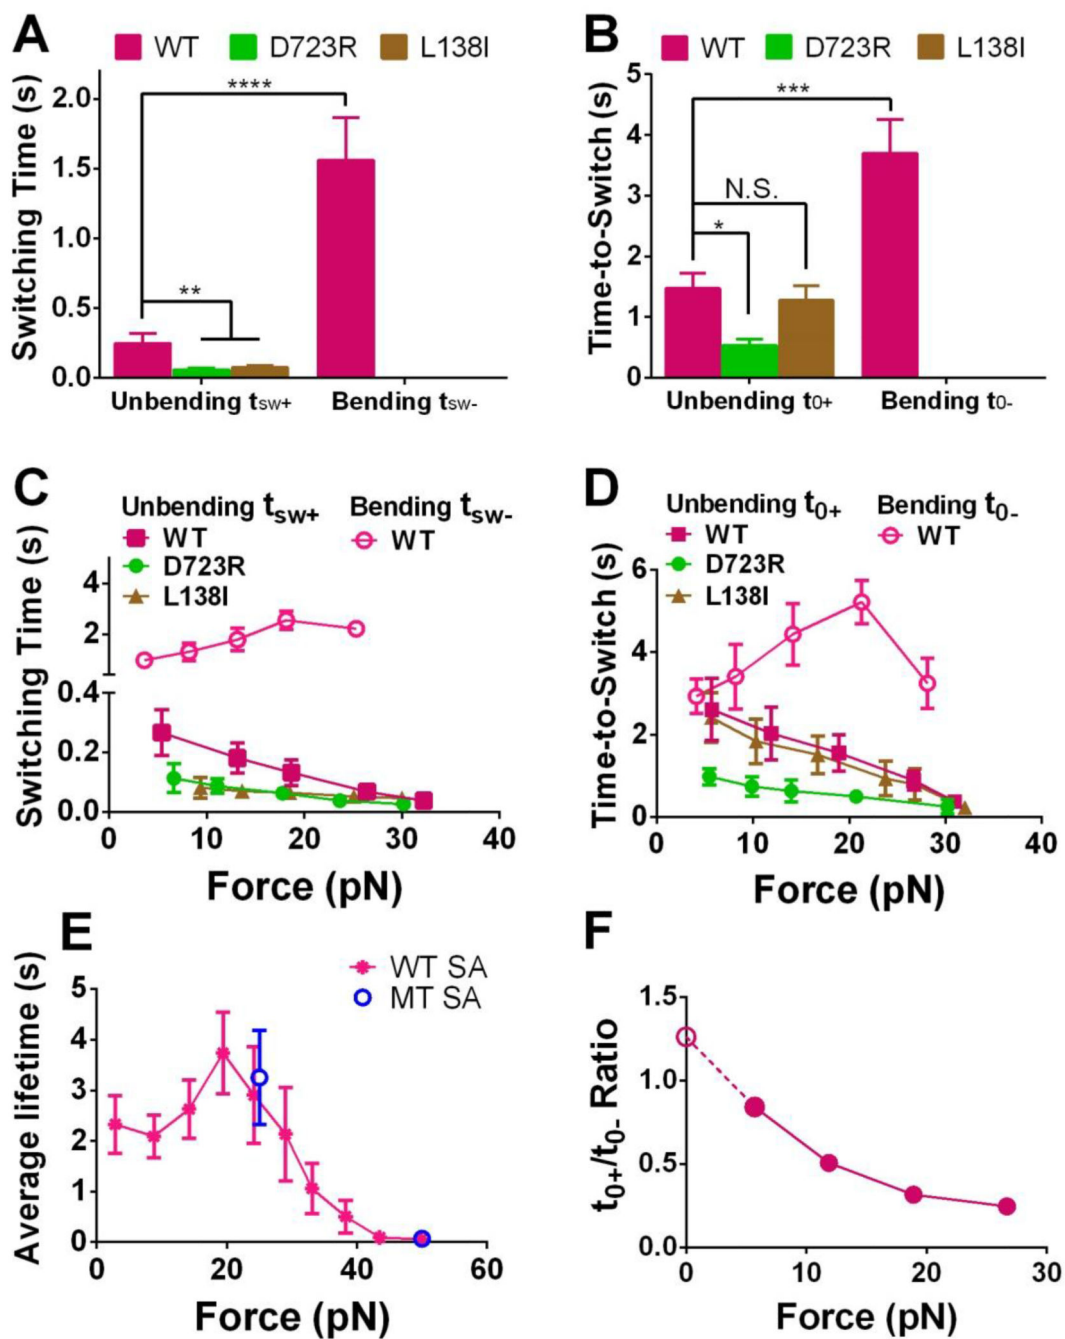 A
WT D723R L138I
Switching Time (s)
2.0
1.5
1.0
0.5
0.0
****
**
Unbending tsw+ Bending tsw-
B
WT D723R L138I
Time-to-Switch (s)
5
4
3
2
1
0
***
N.S.
*
Unbending t0+ Bending t0-
C
Unbending tsw+ Bending tsw-
WT WT
D723R
L138I
Switching Time (s)
4
2
0.4
0.2
0.0
0 10 20 30 40
Force (pN)
D
Unbending t0+ Bending t0-
WT WT
D723R
L138I
Time-to-Switch (s)
6
4
2
0
0 10 20 30 40
Force (pN)
E
WT SA
MT SA
Average lifetime (s)
5
4
3
2
1
0
0 20 40 60
Force (pN)
F
t0+/t0- Ratio
1.5
1.0
0.5
0.0
0 10 20 30
Force (pN)